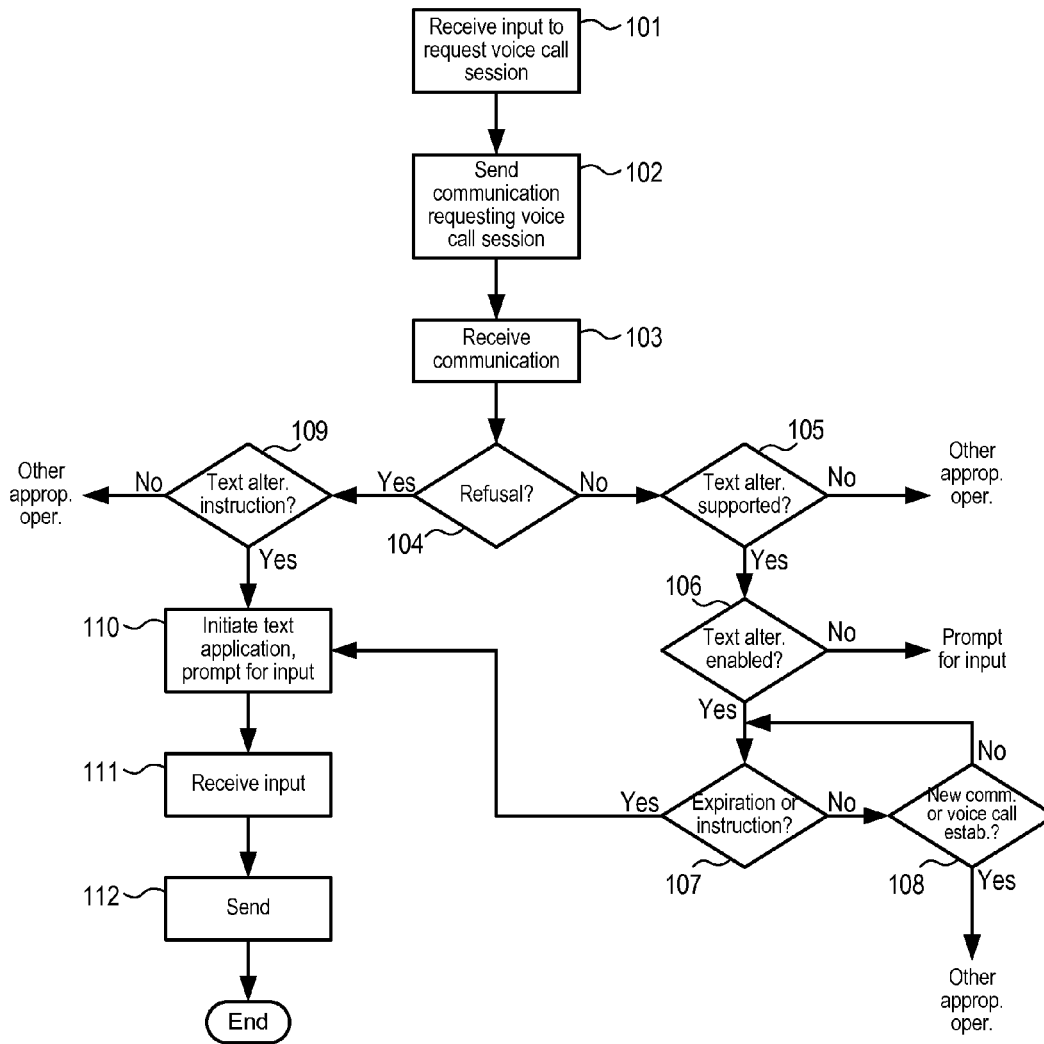 Receive input to
request voice call
session
101
Send
communication
requesting voice
call session
102
Receive
communication
103
109
105
Other
approp.
oper.
No
Text alter.
instruction?
Yes
Refusal?
No
Text alter.
supported?
No
Other
approp.
oper.
104
Yes
Yes
106
110
Initiate text
application,
prompt for input
Text alter.
enabled?
No
Prompt
for input
Yes
No
111
Receive input
Yes
Expiration or
instruction?
No
New comm.
or voice call
estab.?
107
108
Yes
112
Send
Other
approp.
oper.
End